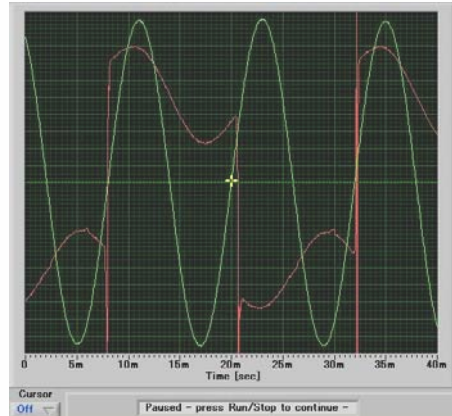 0 5m 10m 15m 20m 25m 30m 35m 40m
Time [sec]
Cursor
Off
Paused - press Run/Stop to continue -